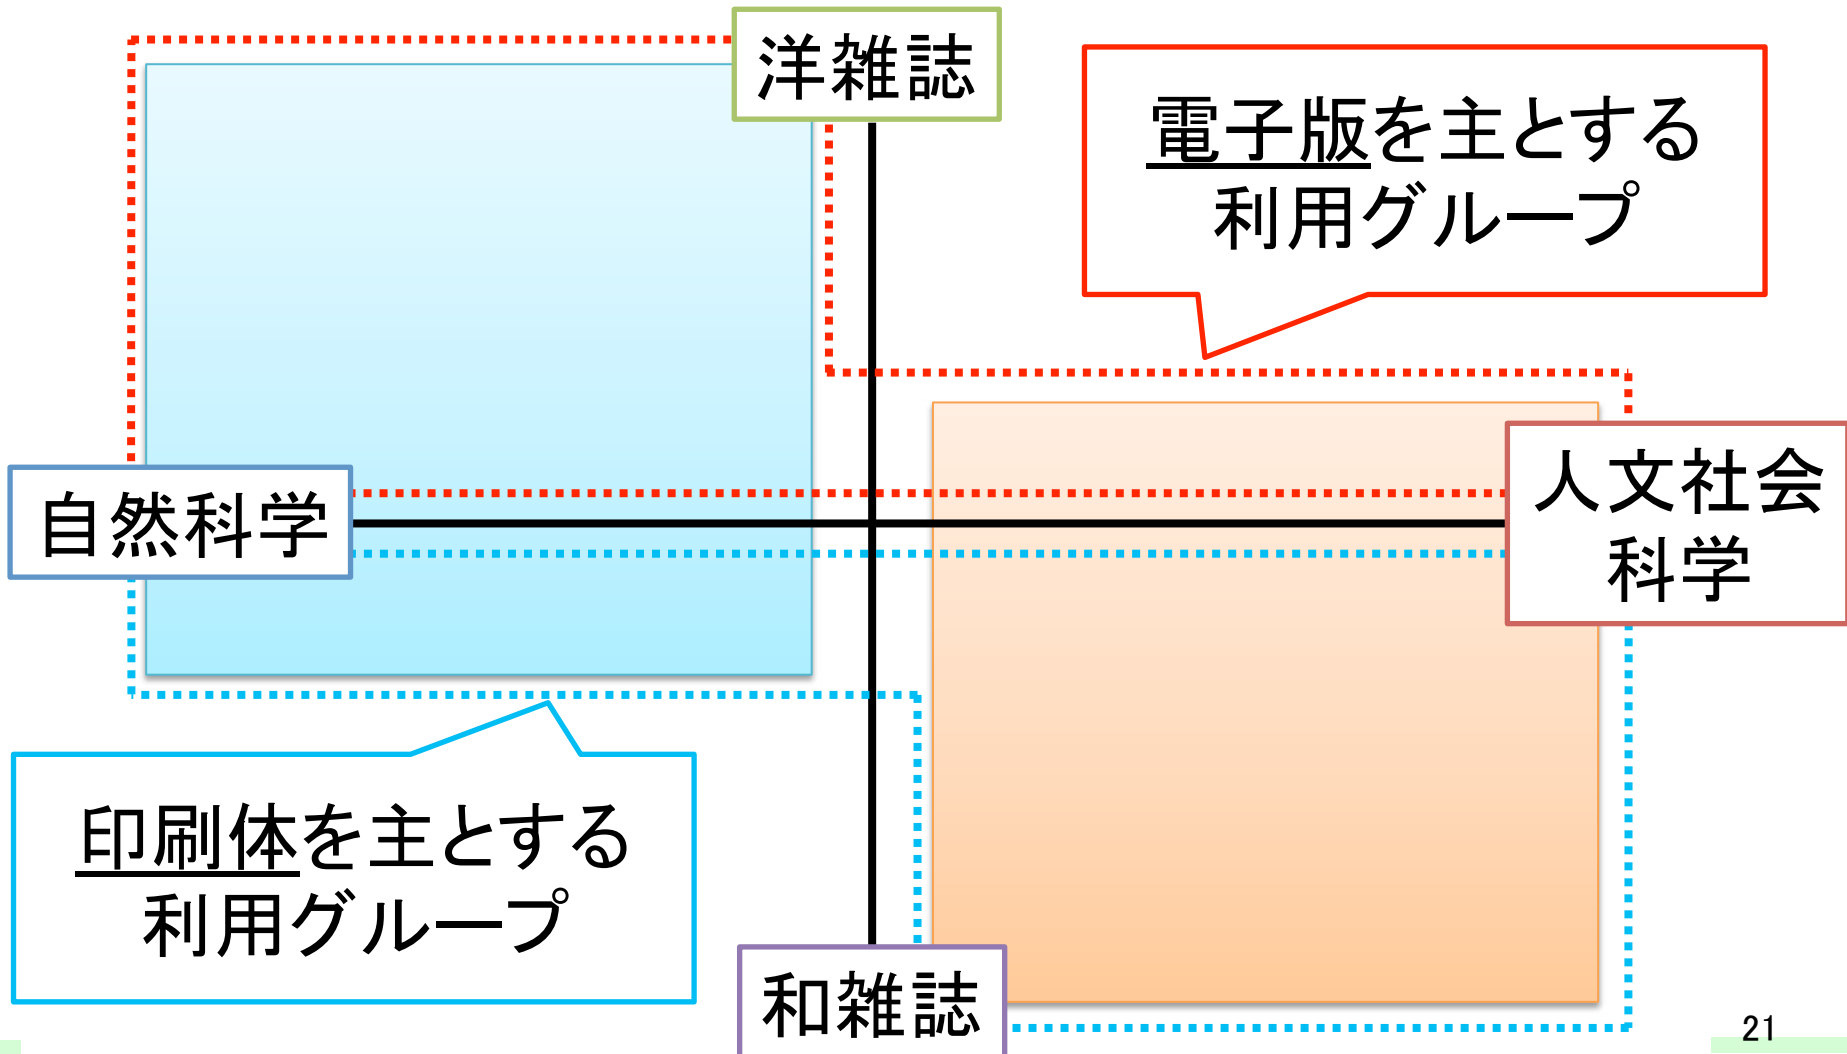 洋雑誌
電子版を主とする
利用グループ
自然科学
人文社会
科学
印刷体を主とする
利用グループ
和雑誌
21